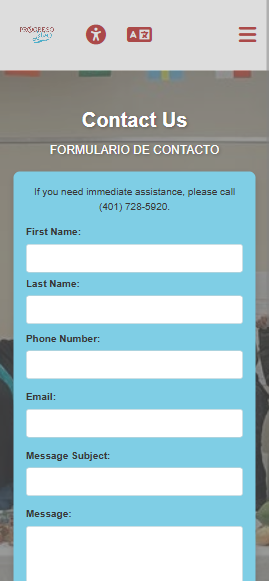 PROGRESO
Contact Us
FORMULARIO DE CONTACTO
If you need immediate assistance, please call
(401) 728-5920.
First Name:
Last Name:
Phone Number:
Email:
Message Subject:
Message: